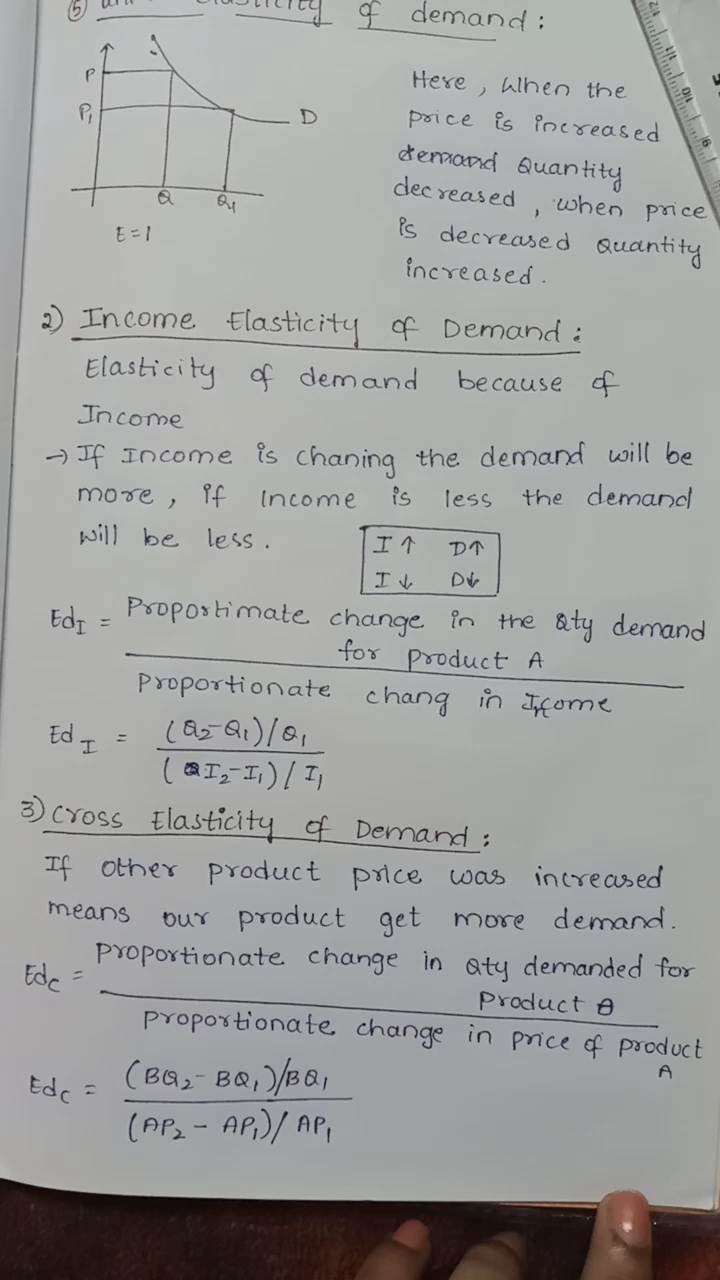 ⑤ Elasticity of demand :
P
P₁
D
Q Q₁
E = 1
Here, When the
price is increased
demand Quantity
decreased, when price
is decreased Quantity
increased.
2) Income Elasticity of Demand :
Elasticity of demand because of
Income
→ If Income is chaning the demand will be
more, if Income is less the demand
will be less.
I ↑ D↑
I ↓ D↓
Ed_I = Proportimate change in the Qty demand
for product A
Proportionate chang in Income
Ed_I = (Q₂-Q₁)/Q₁
(I₂-I₁)/I₁
3) Cross Elasticity of Demand :
If other product price was increased
means our product get more demand.
Ed_c = Proportionate change in Qty demanded for
Product B
Proportionate change in price of product
A
Ed_c = (BQ₂ - BQ₁)/BQ₁
(AP₂ - AP₁)/AP₁